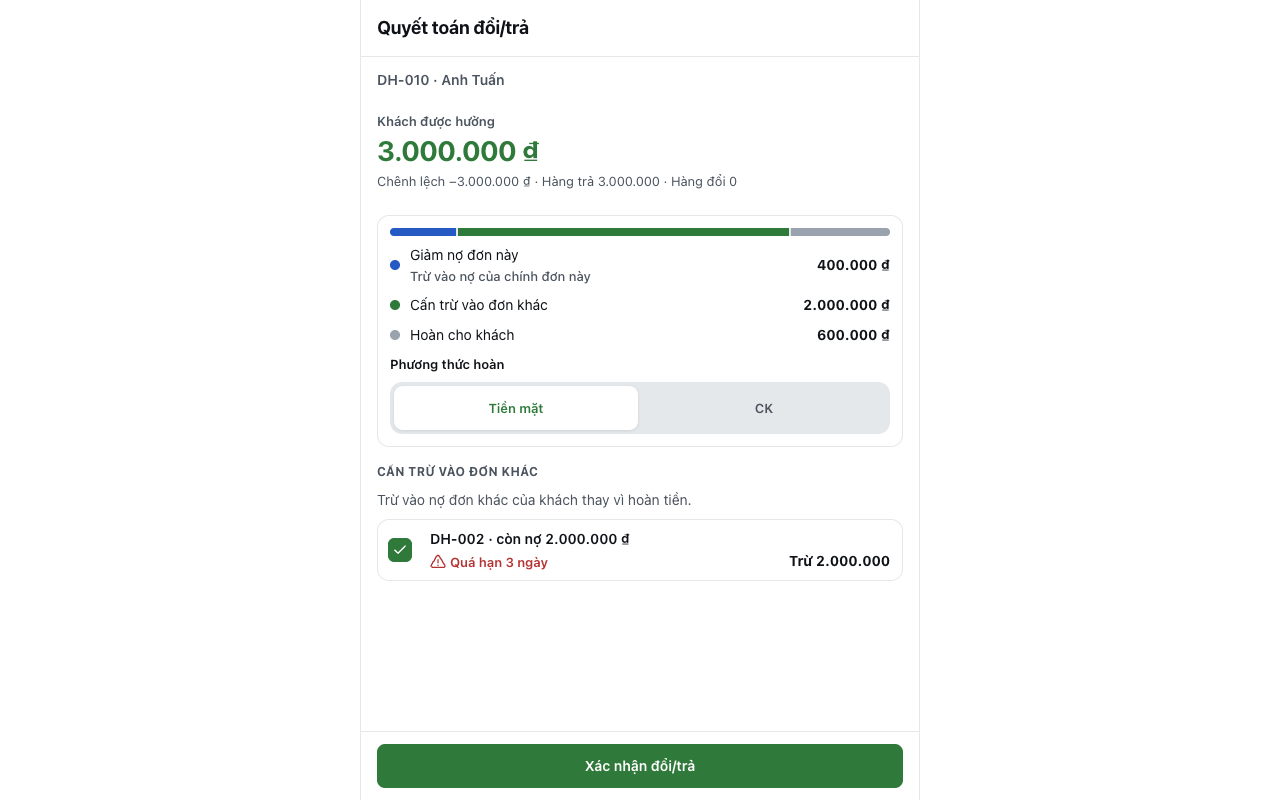 Quyết toán đổi/trả
DH-010 · Anh Tuấn
Khách được hưởng
3.000.000 ₫
Chênh lệch −3.000.000 ₫ · Hàng trả 3.000.000 · Hàng đổi 0
Giảm nợ đơn này
Trừ vào nợ của chính đơn này
400.000 ₫
Cấn trừ vào đơn khác
2.000.000 ₫
Hoàn cho khách
600.000 ₫
Phương thức hoàn
Tiền mặt
CK
CẤN TRỪ VÀO ĐƠN KHÁC
Trừ vào nợ đơn khác của khách thay vì hoàn tiền.
DH-002 · còn nợ 2.000.000 ₫
Quá hạn 3 ngày
Trừ 2.000.000
Xác nhận đổi/trả